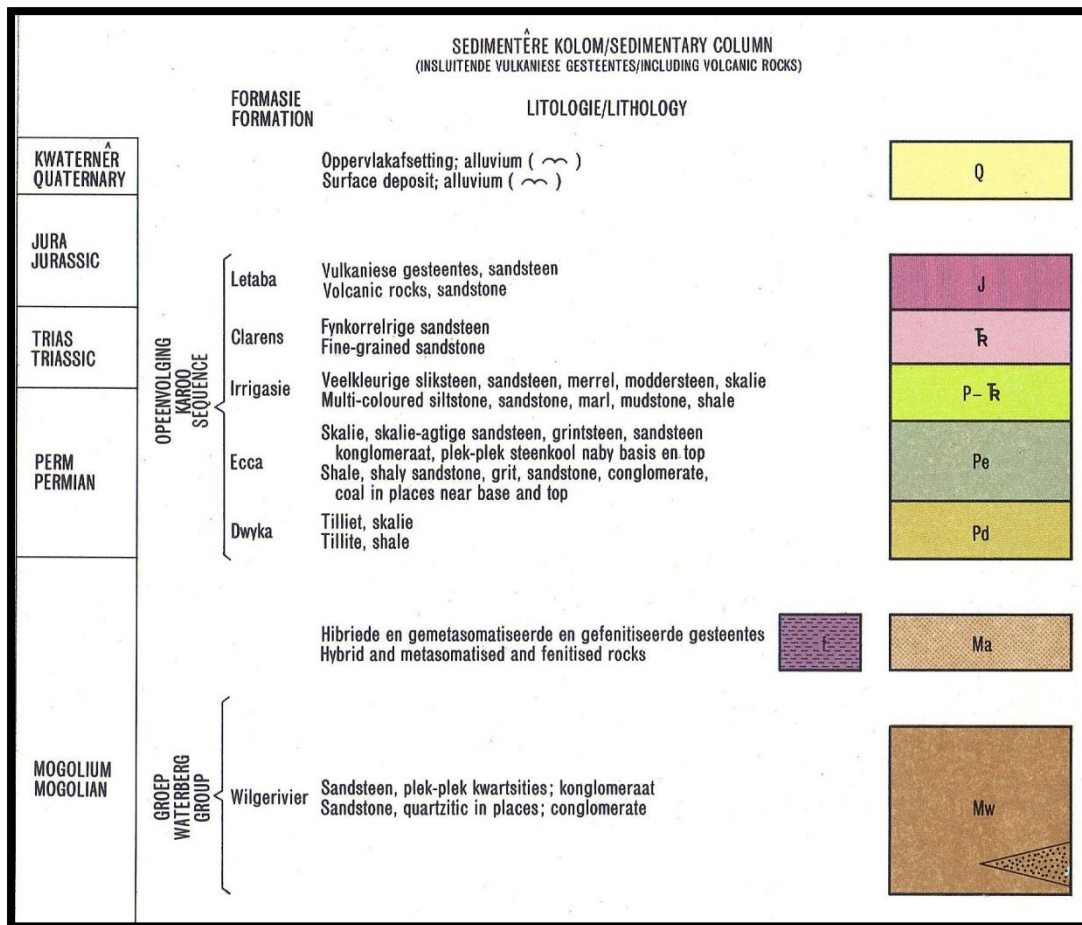 SEDIMENTÊRE KOLOM/SEDIMENTARY COLUMN
(INSLUITENDE VULKANIESE GESTEENTES/INCLUDING VOLCANIC ROCKS)
FORMASIE
FORMATION
LITOLOGIE/LITHOLOGY
KWATERNÊR
QUATERNARY
Oppervlakafsetting; alluvium ( )
Surface deposit; alluvium ( )
Q
JURA
JURASSIC
OPEENVOLGING
KAROO
SEQUENCE
Letaba
Vulkaniese gesteentes, sandsteen
Volcanic rocks, sandstone
J
TRIAS
TRIASSIC
Clarens
Fynkorrelrige sandsteen
Fine-grained sandstone
TR
Irrigasie
Veelkleurige sliksteen, sandsteen, merrel, moddersteen, skalie
Multi-coloured siltstone, sandstone, marl, mudstone, shale
P–TR
PERM
PERMIAN
Ecca
Skalie, skalie-agtige sandsteen, grintsteen, sandsteen
konglomeraat, plek-plek steenkool naby basis en top
Shale, shaly sandstone, grit, sandstone, conglomerate,
coal in places near base and top
Pe
Dwyka
Tilliet, skalie
Tillite, shale
Pd
Hibriede en gemetasomatiseerde en gefenitiseerde gesteentes
Hybrid and metasomatised and fenitised rocks
Ma
MOGOLIUM
MOGOLIAN
GROEP
WATERBERG
GROUP
Wilgerivier
Sandsteen, plek-plek kwartsities; konglomeraat
Sandstone, quartzitic in places; conglomerate
Mw